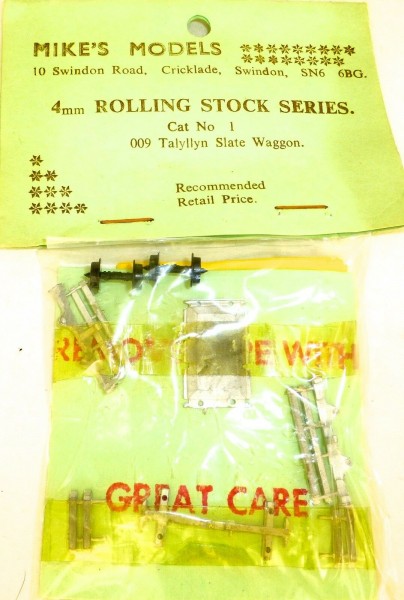 MIKE'S MODELS
10 Swindon Road, Cricklade, Swindon, SN6 6BG.
4mm ROLLING STOCK SERIES.
Cat No 1
009 Talyllyn Slate Waggon.
Recommended
Retail Price.
WITH
GREAT CARE